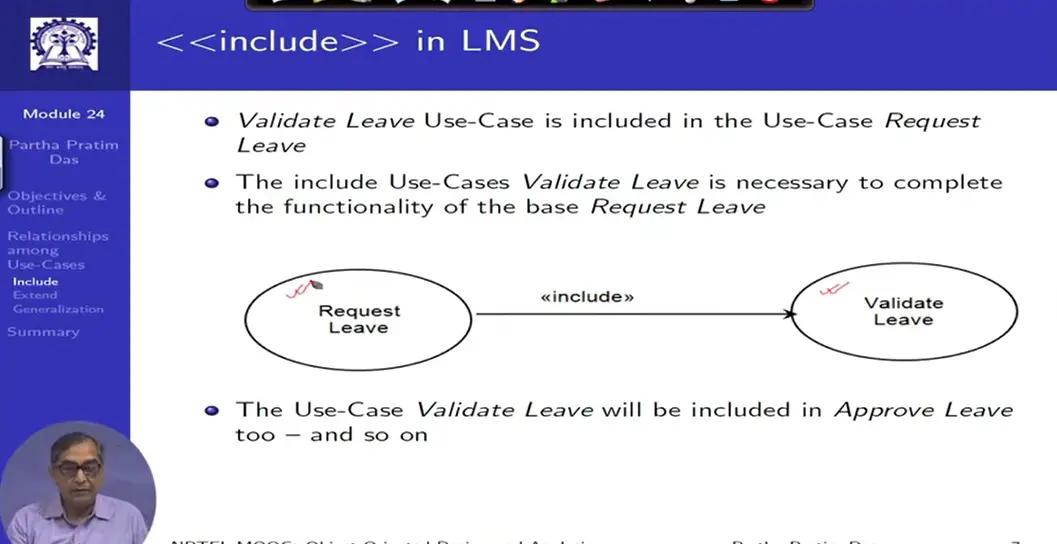 <<include>> in LMS
Module 24
Partha Pratim
Das
Objectives &
Outline
Relationships
among
Use-Cases
Include
Extend
Generalization
Summary
Validate Leave Use-Case is included in the Use-Case Request
Leave
The include Use-Cases Validate Leave is necessary to complete
the functionality of the base Request Leave
Request
Leave
«include»
Validate
Leave
The Use-Case Validate Leave will be included in Approve Leave
too – and so on